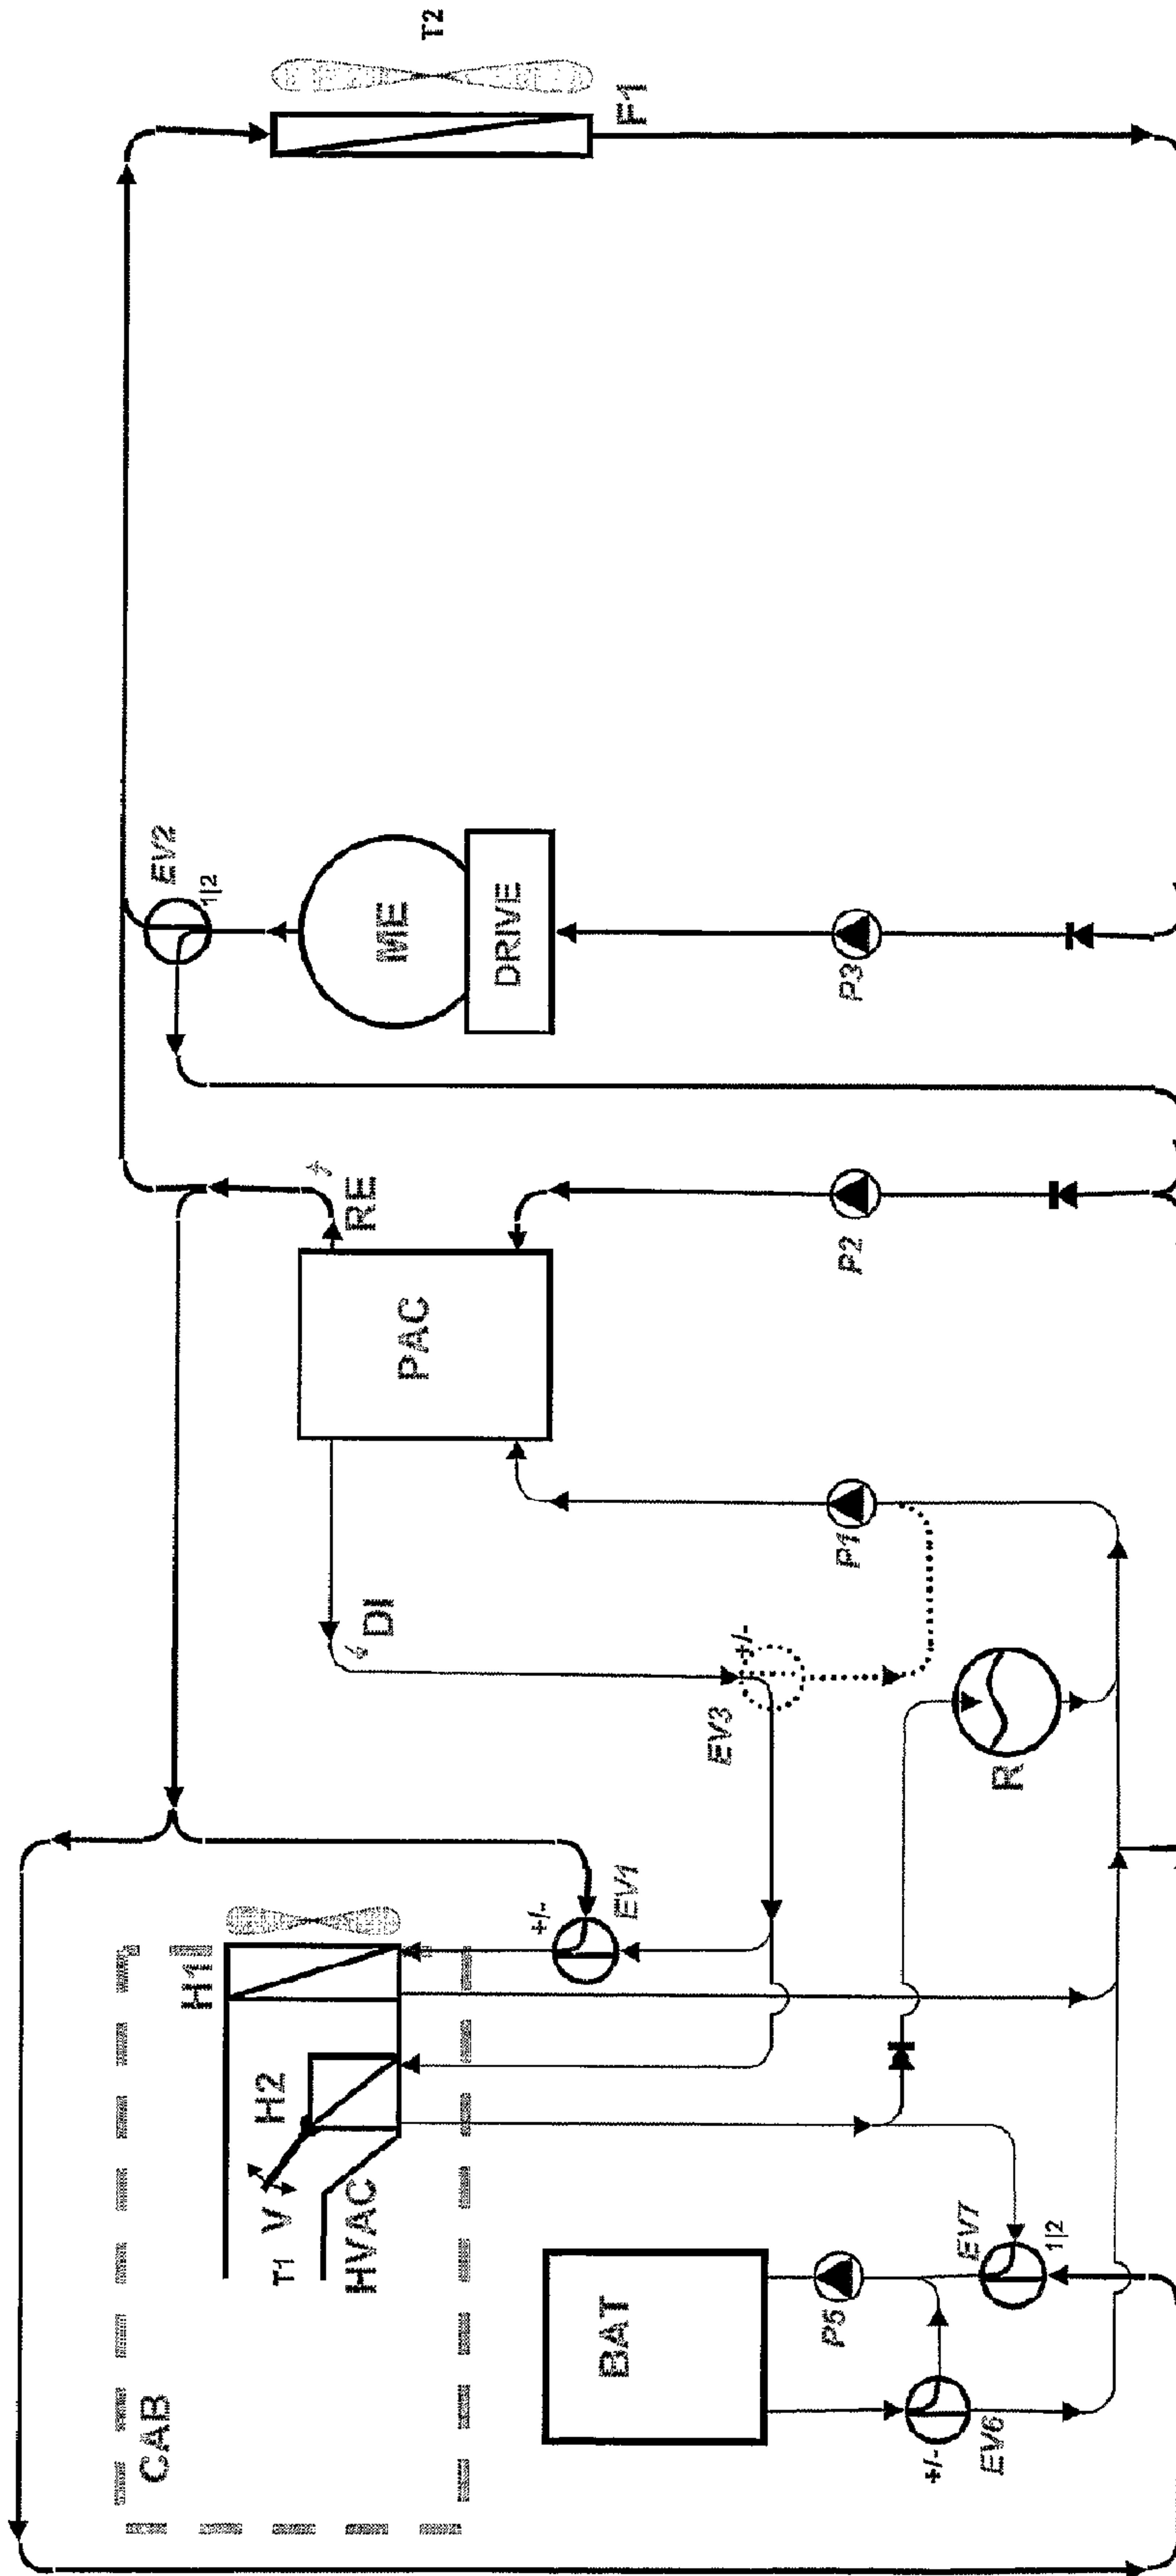 CAB
T1
V
H2
H1
HVAC
BAT
P5
EV7
1|2
EV6
+/-
EV1
+/-
EV3
+/-
DI
R
P1
PAC
RE
P2
EV2
1|2
ME
DRIVE
P3
F1
T2